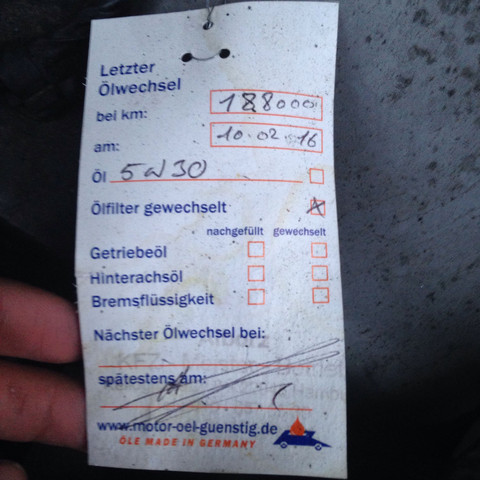 Letzter
Ölwechsel
bei km: 188000
am: 10.02.16
Öl 5W30
Ölfilter gewechselt
nachgefüllt gewechselt
Getriebeöl
Hinterachsöl
Bremsflüssigkeit
Nächster Ölwechsel bei:
spätestens am:
www.motor-oel-guenstig.de
ÖLE MADE IN GERMANY